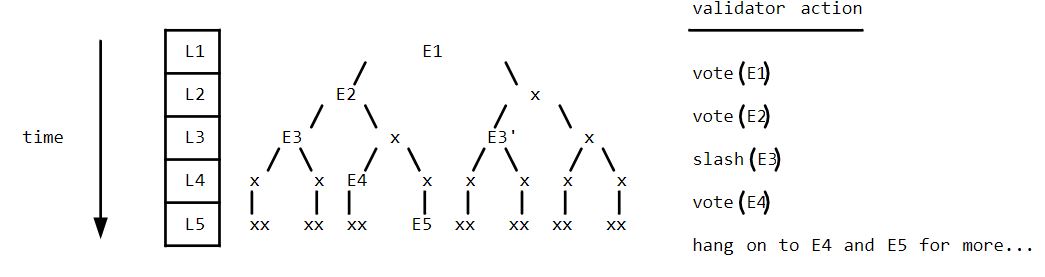 validator action
L1 E1
vote(E1)
L2 E2 x
vote(E2)
time L3 E3 x E3' x
slash(E3)
L4 x x E4 x x x x x
vote(E4)
L5 xx xx xx E5 xx xx xx xx
hang on to E4 and E5 for more...